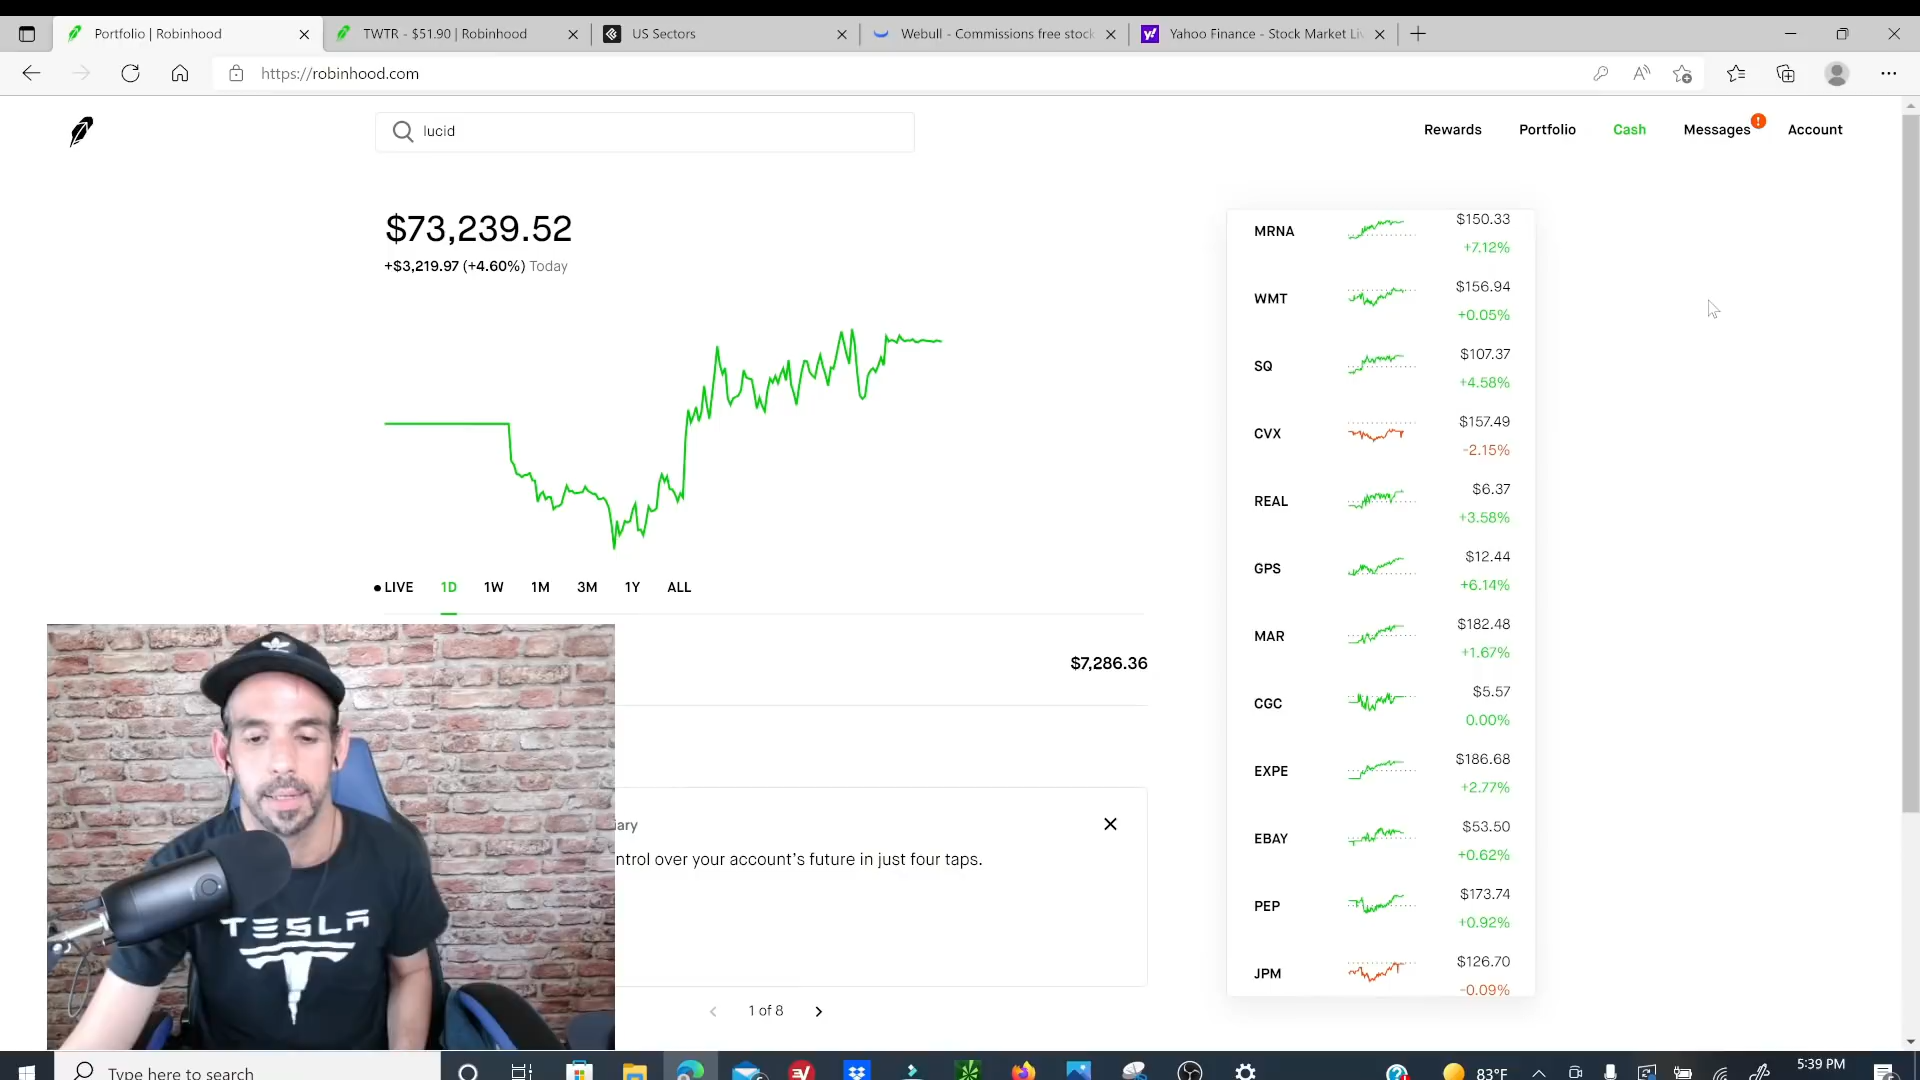 Portfolio | Robinhood
TWTR - $51.90 | Robinhood
US Sectors
Webull - Commissions free stock
Yahoo Finance - Stock Market Li
https://robinhood.com
lucid
Rewards
Portfolio
Cash
Messages
!
Account
$73,239.52
+$3,219.97 (+4.60%) Today
LIVE 1D 1W 1M 3M 1Y ALL
$7,286.36
iary
ntrol over your account's future in just four taps.
1 of 8
MRNA
$150.33
+7.12%
WMT
$156.94
+0.05%
SQ
$107.37
+4.58%
CVX
$157.49
-2.15%
REAL
$6.37
+3.58%
GPS
$12.44
+6.14%
MAR
$182.48
+1.67%
CGC
$5.57
0.00%
EXPE
$186.68
+2.77%
EBAY
$53.50
+0.62%
PEP
$173.74
+0.92%
JPM
$126.70
-0.09%
TESLA
Type here to search
83°F
5:39 PM